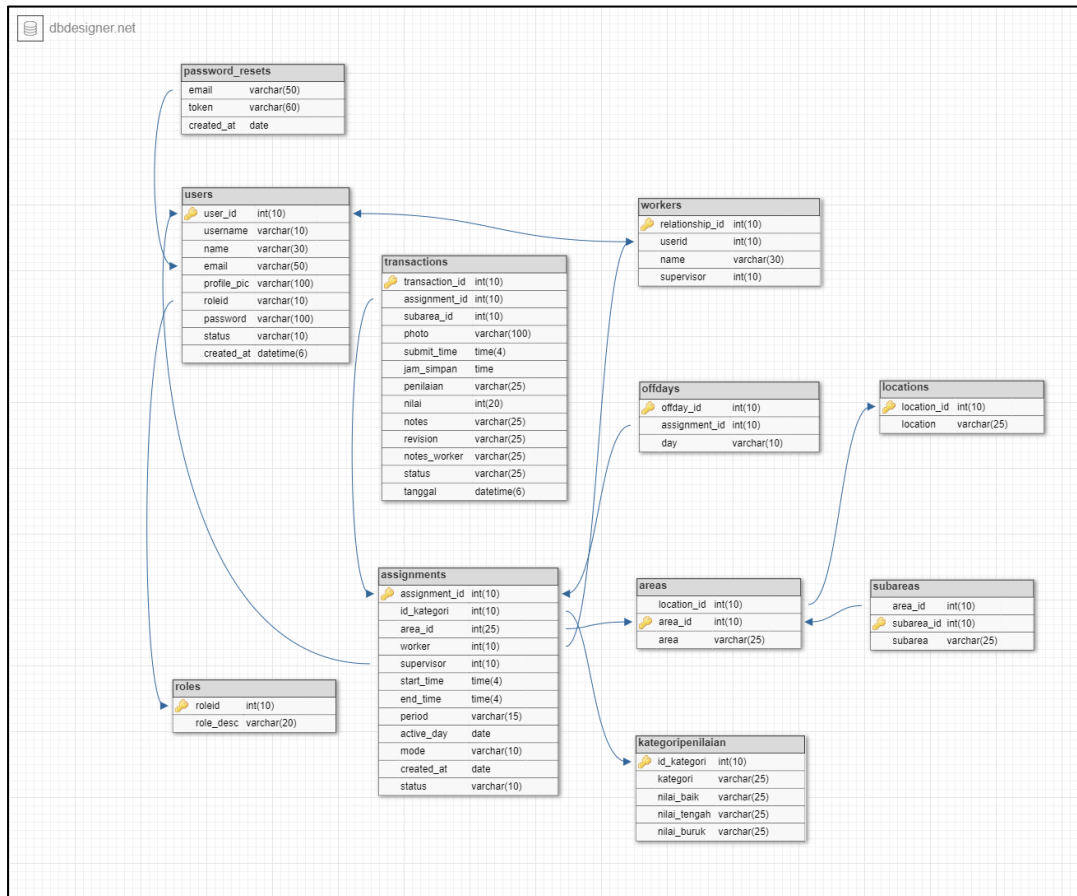 dbdesigner.net
password_resets
email varchar(50)
token varchar(60)
created_at date
users
user_id int(10)
username varchar(10)
name varchar(30)
email varchar(50)
profile_pic varchar(100)
roleid varchar(10)
password varchar(100)
status varchar(10)
created_at datetime(6)
workers
relationship_id int(10)
userid int(10)
name varchar(30)
supervisor int(10)
transactions
transaction_id int(10)
assignment_id int(10)
subarea_id int(10)
photo varchar(100)
submit_time time(4)
jam_simpan time
penilaian varchar(25)
nilai int(20)
notes varchar(25)
revision varchar(25)
notes_worker varchar(25)
status varchar(25)
tanggal datetime(6)
offdays
offday_id int(10)
assignment_id int(10)
day varchar(10)
locations
location_id int(10)
location varchar(25)
assignments
assignment_id int(10)
id_kategori int(10)
area_id int(25)
worker int(10)
supervisor int(10)
start_time time(4)
end_time time(4)
period varchar(15)
active_day date
mode varchar(10)
created_at date
status varchar(10)
areas
location_id int(10)
area_id int(10)
area varchar(25)
subareas
area_id int(10)
subarea_id int(10)
subarea varchar(25)
roles
roleid int(10)
role_desc varchar(20)
kategoripenilaian
id_kategori int(10)
kategori varchar(25)
nilai_baik varchar(25)
nilai_tengah varchar(25)
nilai_buruk varchar(25)